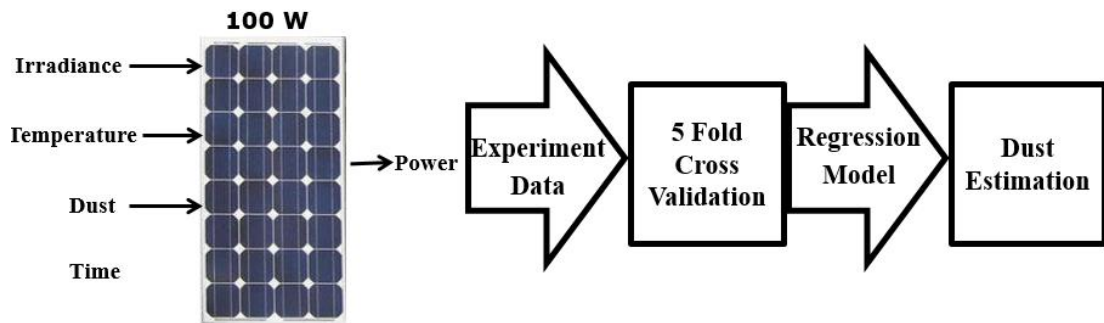 100 W
Irradiance
Temperature
Dust
Time
Power
Experiment
Data
5 Fold
Cross
Validation
Regression
Model
Dust
Estimation